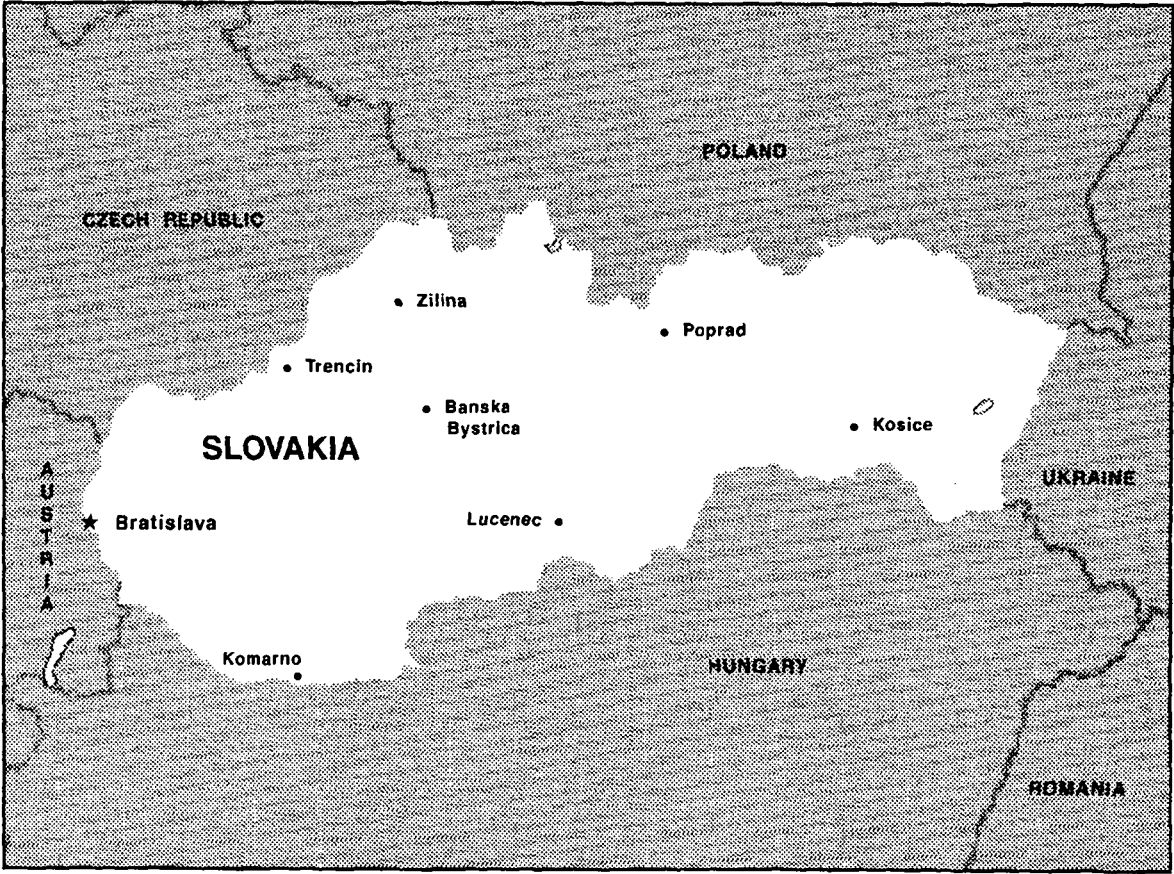 POLAND
CZECH REPUBLIC
Zilina
Poprad
Trencin
Banska
Bystrica
Kosice
SLOVAKIA
UKRAINE
AUSTRIA
Bratislava
Lucenec
Komarno
HUNGARY
ROMANIA